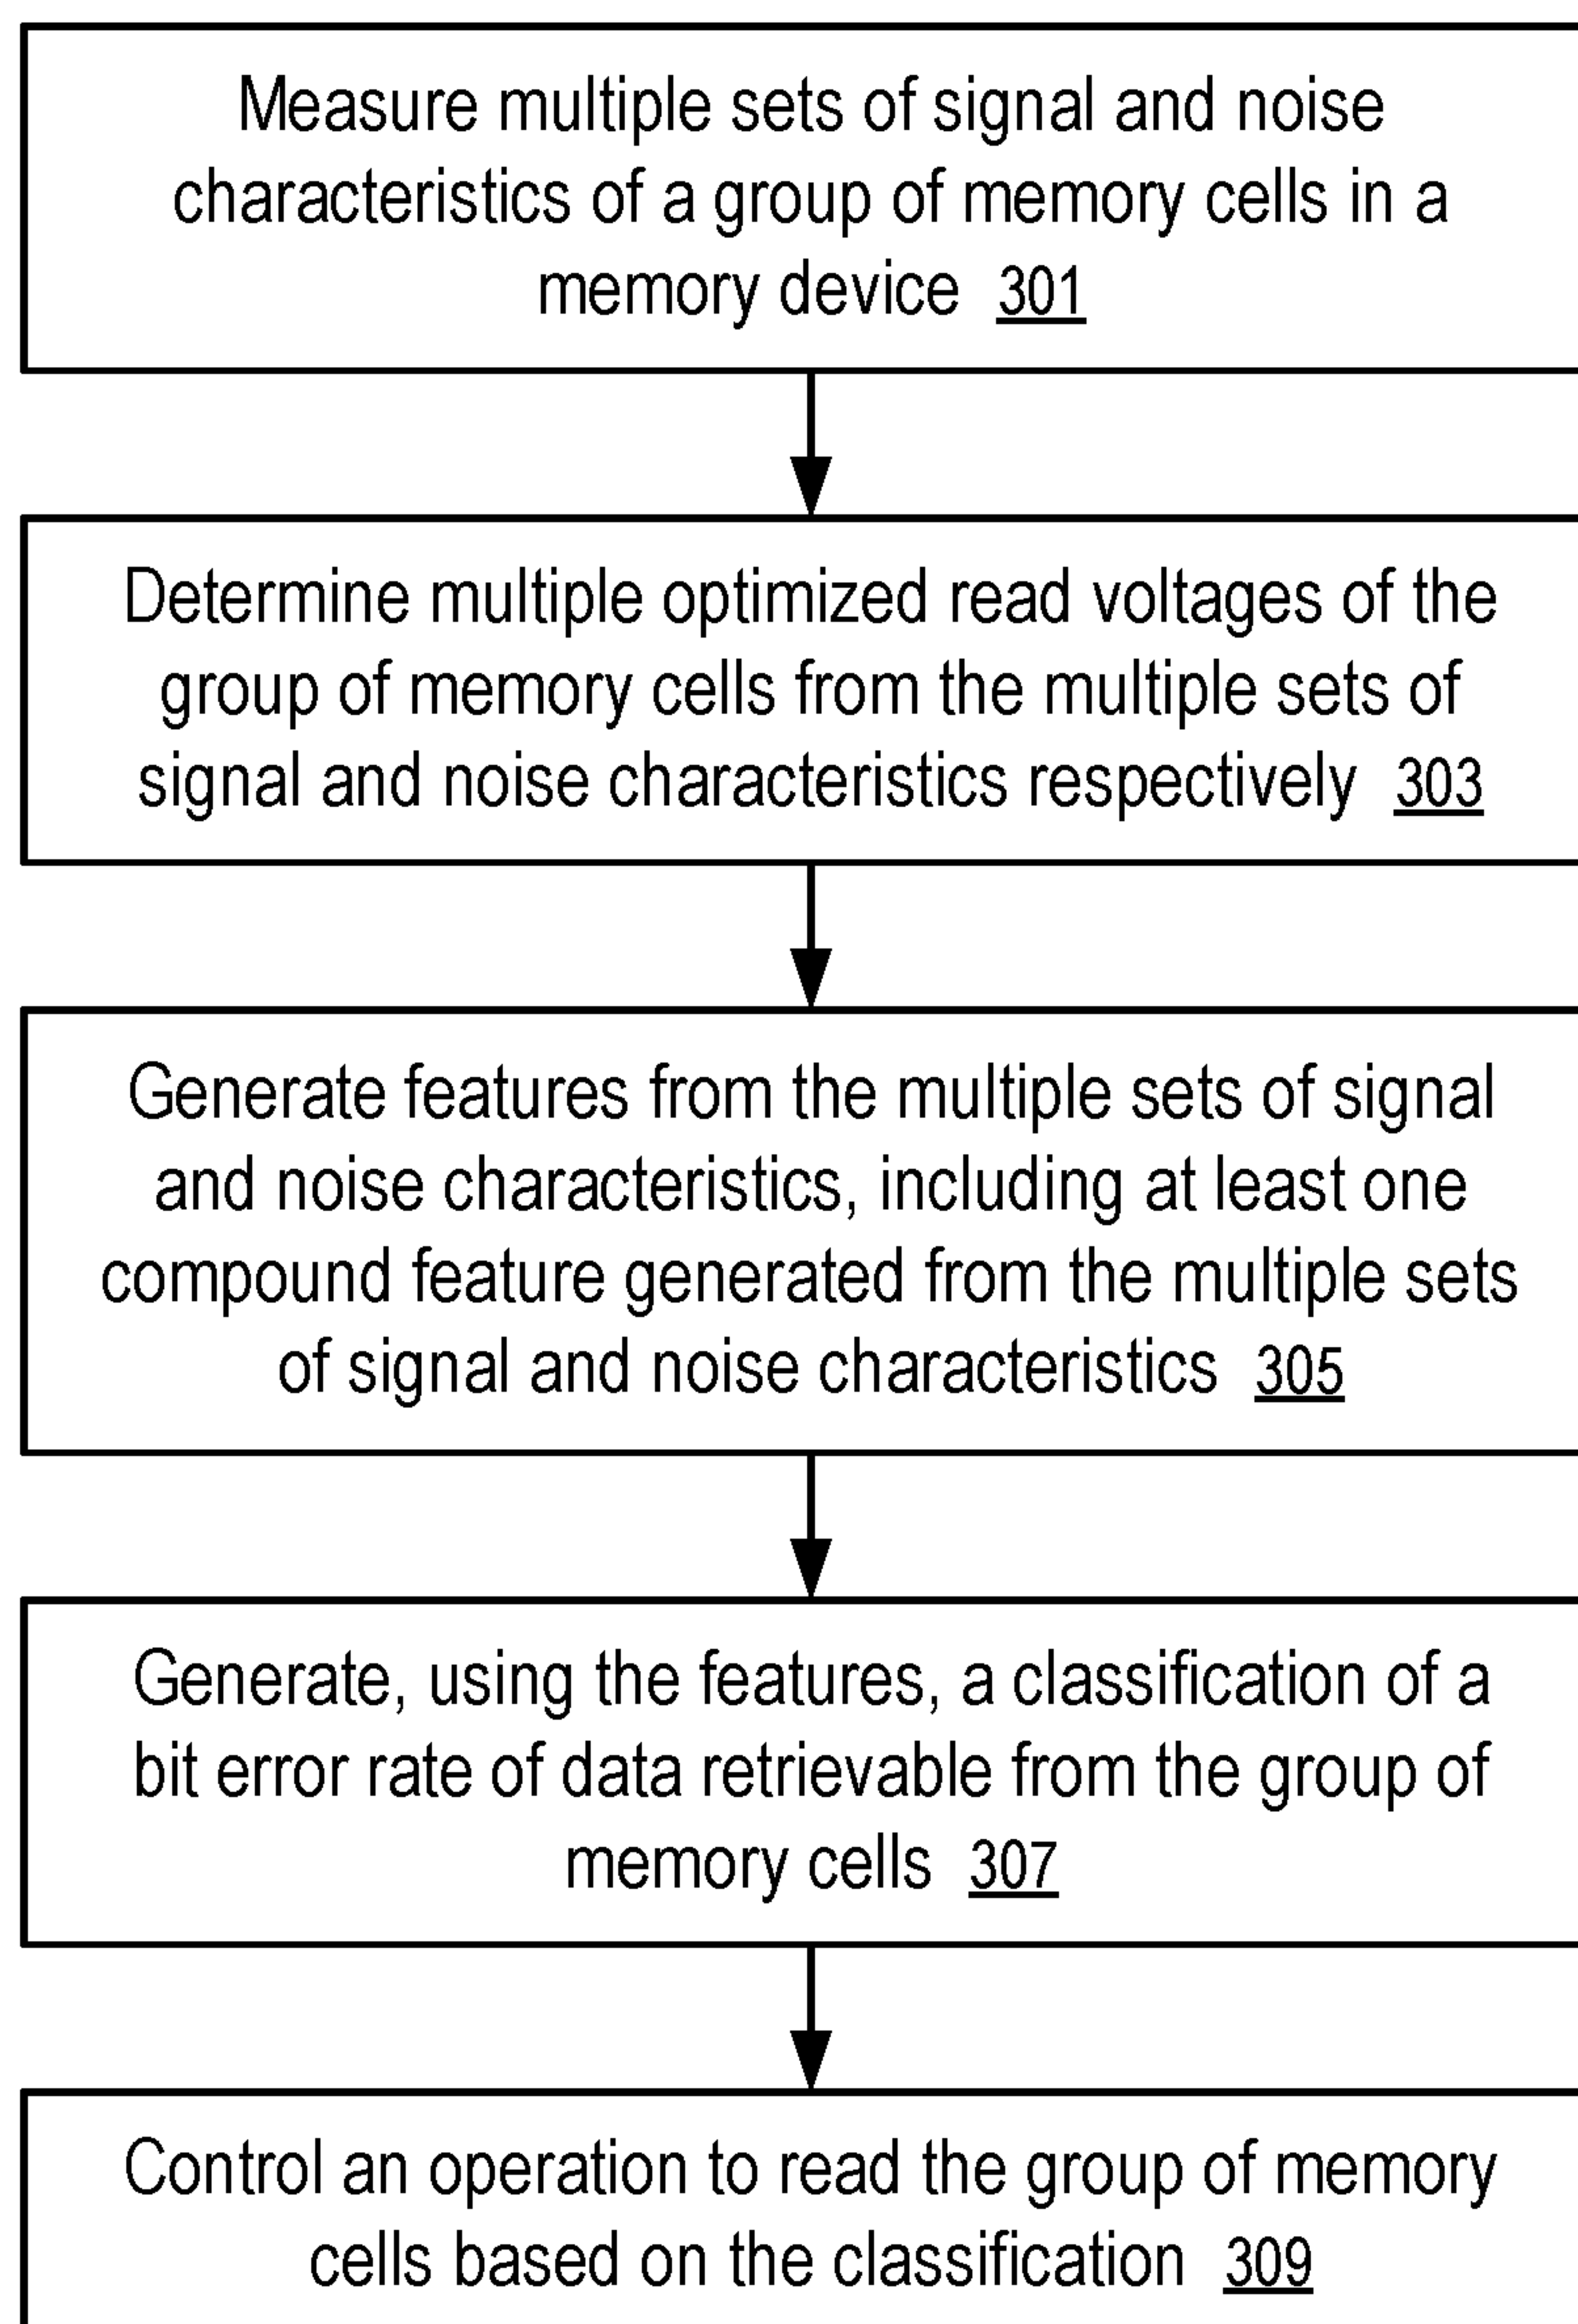 Measure multiple sets of signal and noise
characteristics of a group of memory cells in a
memory device 301
Determine multiple optimized read voltages of the
group of memory cells from the multiple sets of
signal and noise characteristics respectively 303
Generate features from the multiple sets of signal
and noise characteristics, including at least one
compound feature generated from the multiple sets
of signal and noise characteristics 305
Generate, using the features, a classification of a
bit error rate of data retrievable from the group of
memory cells 307
Control an operation to read the group of memory
cells based on the classification 309